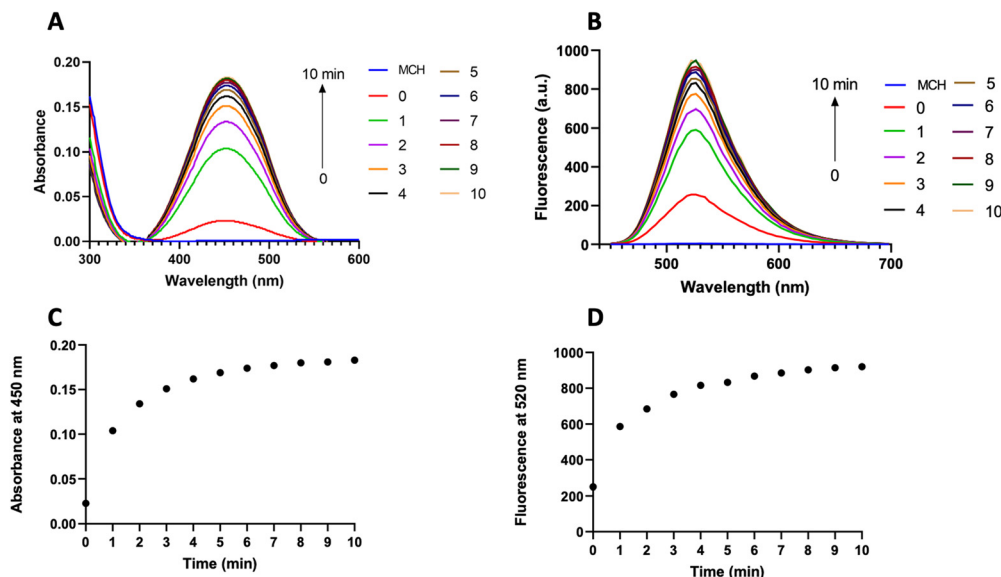 A
Absorbance
0.20
0.15
0.10
0.05
0.00
300
400
500
600
Wavelength (nm)
10 min
0
MCH
0
1
2
3
4
5
6
7
8
9
10
B
Fluorescence (a.u.)
1000
800
600
400
200
0
500
600
700
Wavelength (nm)
10 min
0
MCH
0
1
2
3
4
5
6
7
8
9
10
C
Absorbance at 450 nm
0.20
0.15
0.10
0.05
0.00
0 1 2 3 4 5 6 7 8 9 10
Time (min)
D
Fluorescence at 520 nm
1000
800
600
400
200
0
0 1 2 3 4 5 6 7 8 9 10
Time (min)